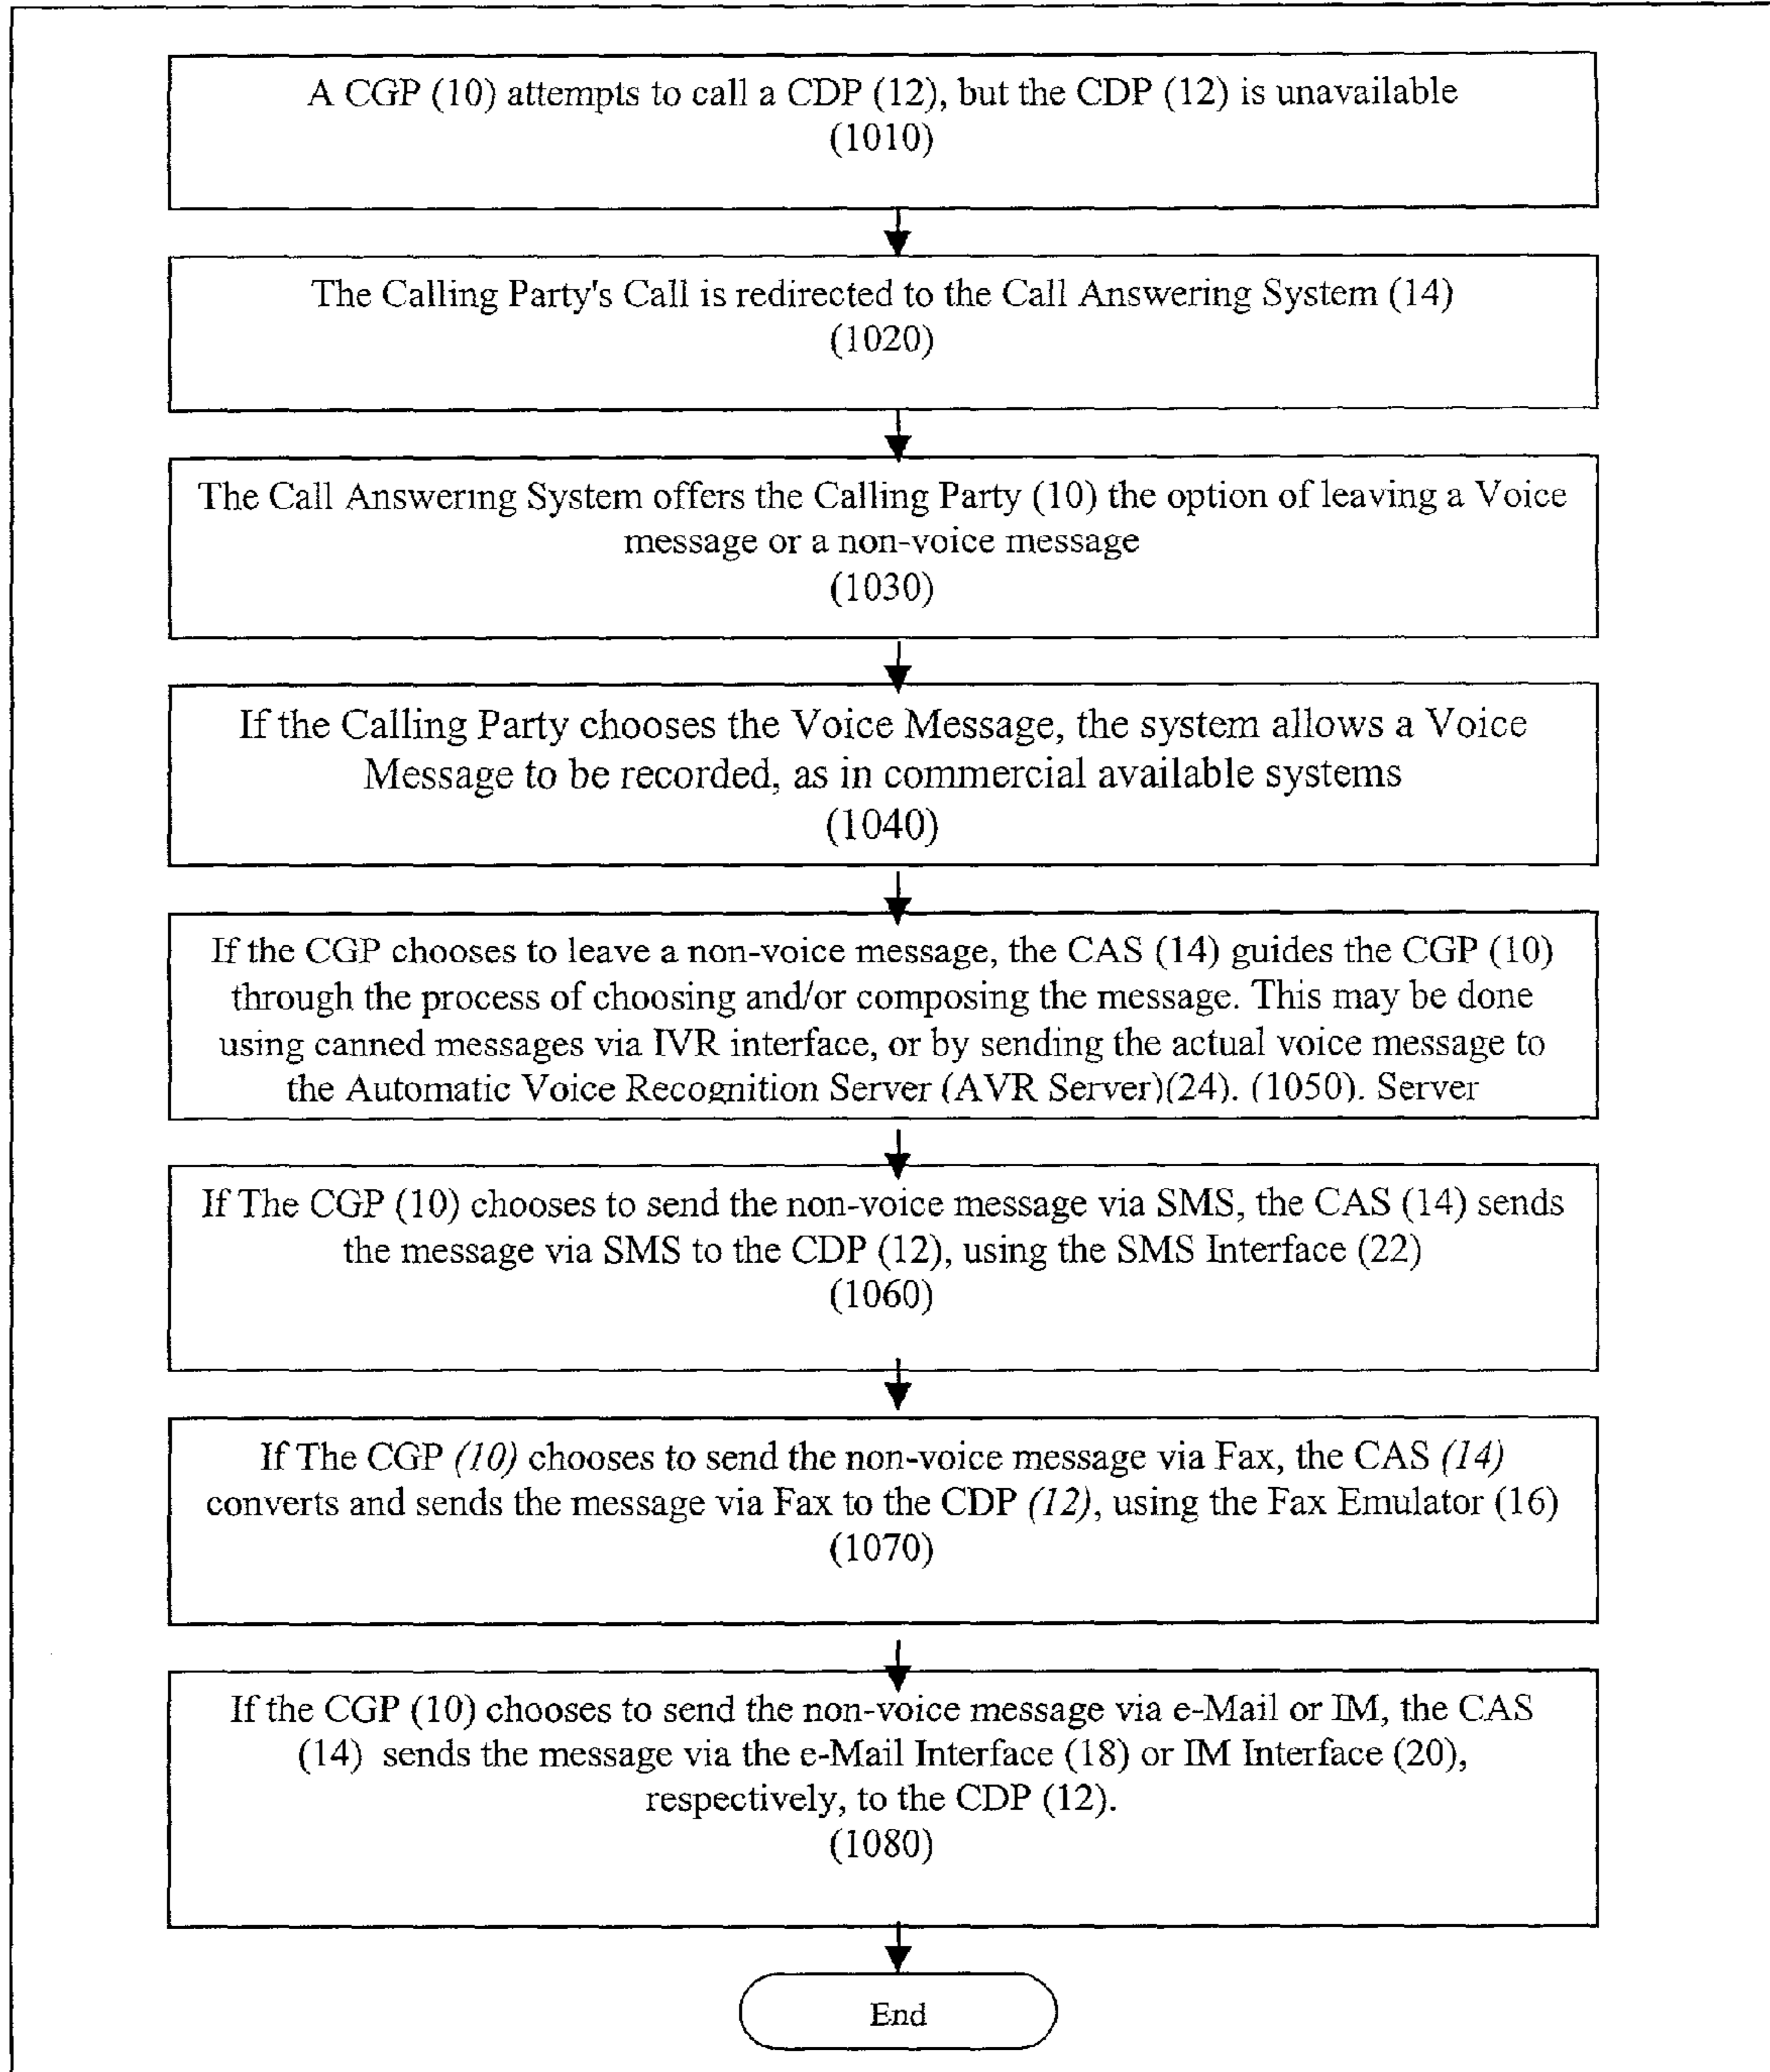 A CGP (10) attempts to call a CDP (12), but the CDP (12) is unavailable
(1010)
The Calling Party's Call is redirected to the Call Answering System (14)
(1020)
The Call Answering System offers the Calling Party (10) the option of leaving a Voice
message or a non-voice message
(1030)
If the Calling Party chooses the Voice Message, the system allows a Voice
Message to be recorded, as in commercial available systems
(1040)
If the CGP chooses to leave a non-voice message, the CAS (14) guides the CGP (10)
through the process of choosing and/or composing the message. This may be done
using canned messages via IVR interface, or by sending the actual voice message to
the Automatic Voice Recognition Server (AVR Server)(24). (1050). Server
If The CGP (10) chooses to send the non-voice message via SMS, the CAS (14) sends
the message via SMS to the CDP (12), using the SMS Interface (22)
(1060)
If The CGP (10) chooses to send the non-voice message via Fax, the CAS (14)
converts and sends the message via Fax to the CDP (12), using the Fax Emulator (16)
(1070)
If the CGP (10) chooses to send the non-voice message via e-Mail or IM, the CAS
(14) sends the message via the e-Mail Interface (18) or IM Interface (20),
respectively, to the CDP (12).
(1080)
End